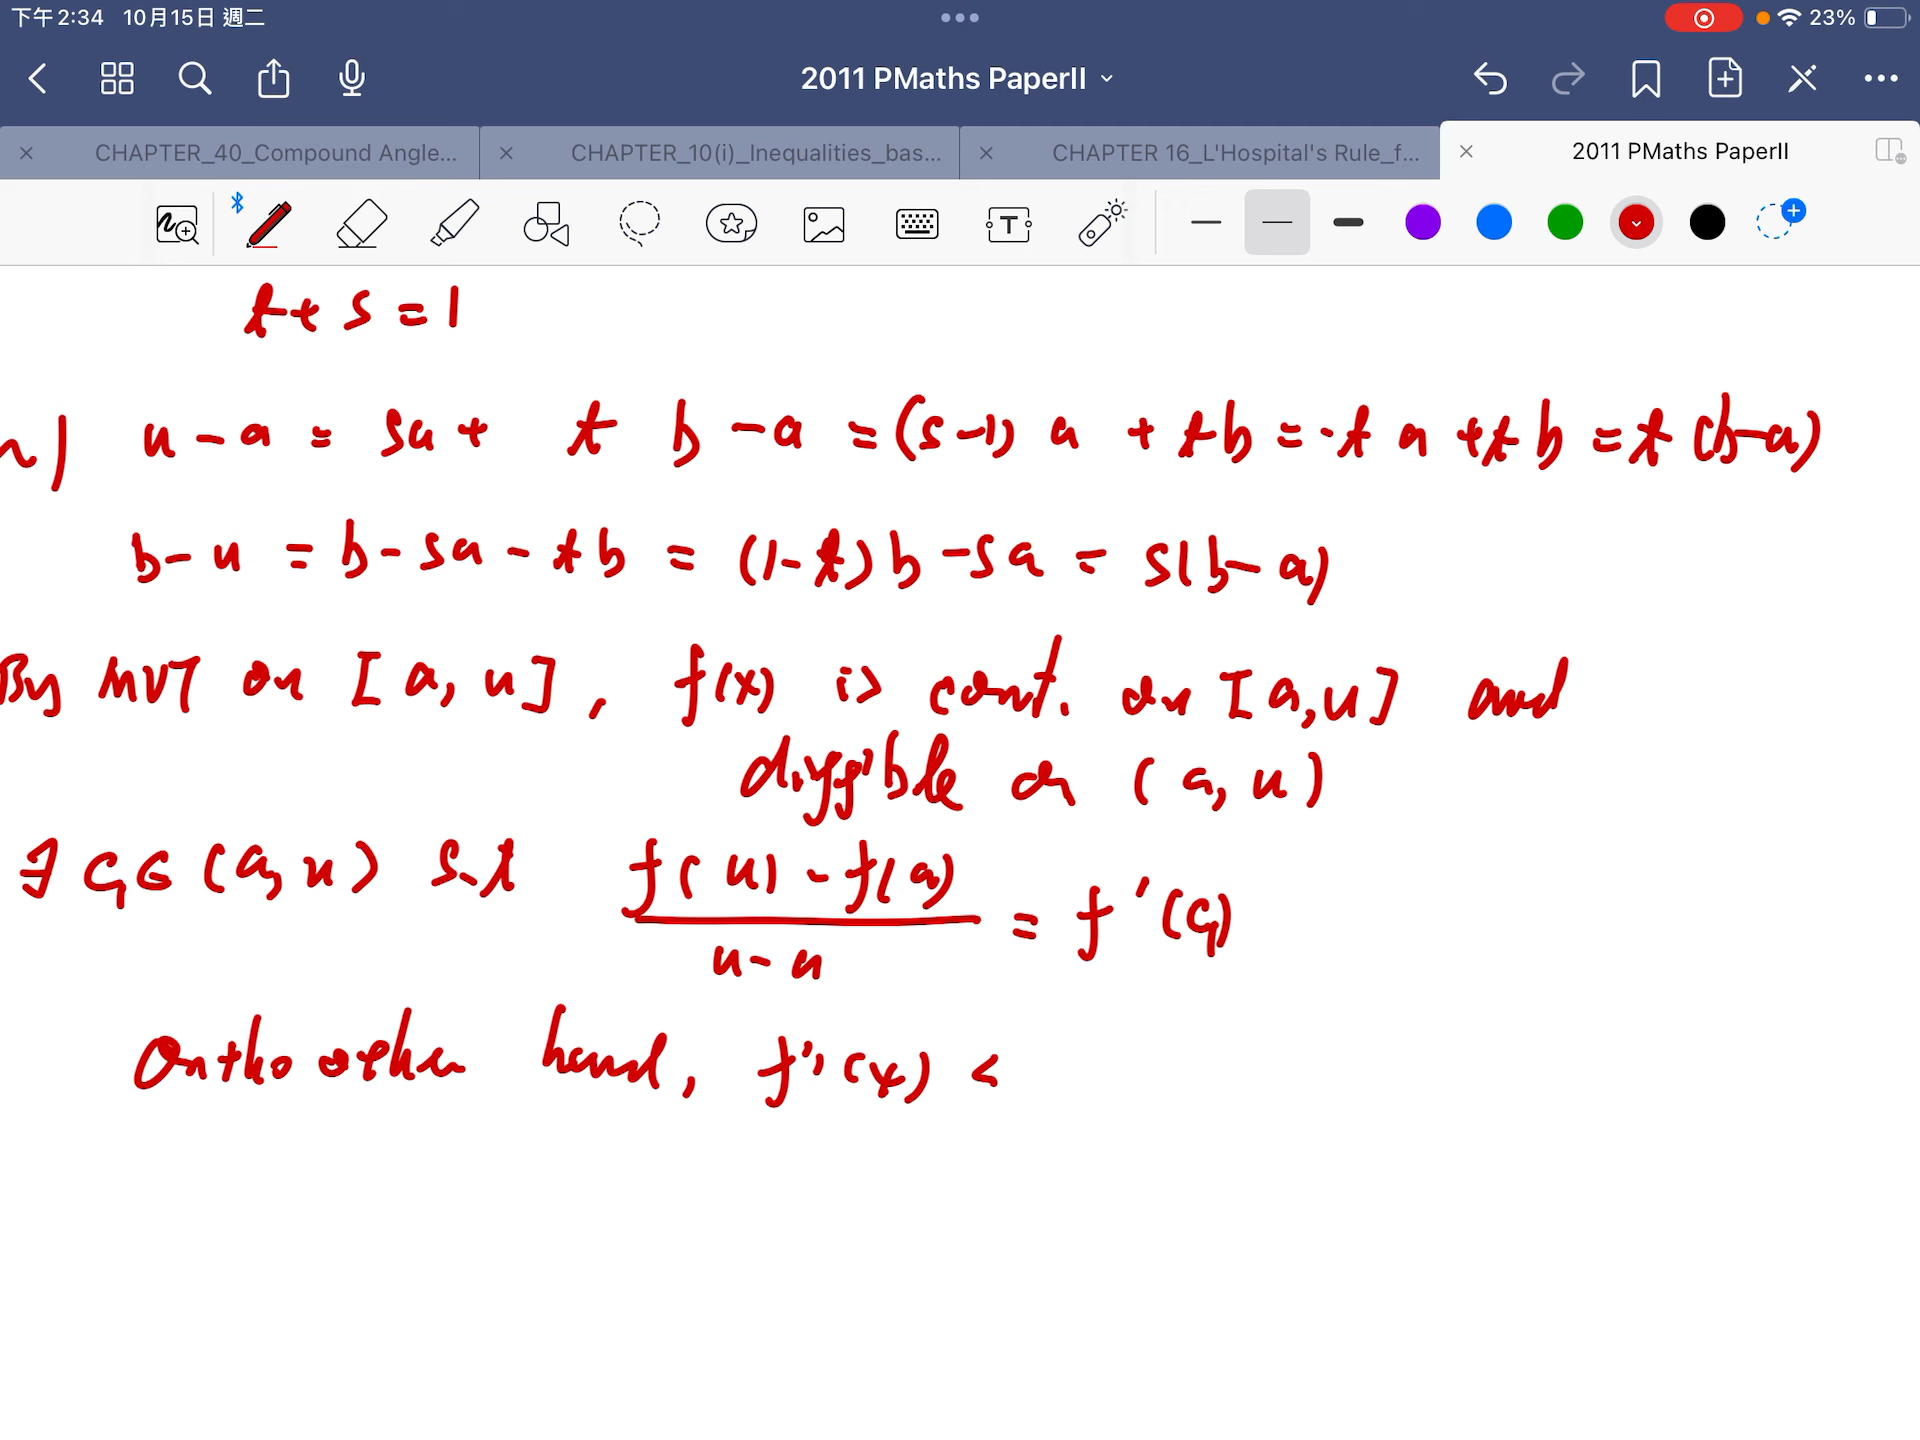 下午2:34 10月15日 週二
23%
2011 PMaths PaperII
CHAPTER_40_Compound Angle...
CHAPTER_10(i)_Inequalities_bas...
CHAPTER 16_L'Hospital's Rule_f...
2011 PMaths PaperII
t + s = 1
u - a = sa + t b - a = (s-1) a + tb = -t a + t b = t (b-a)
b - u = b - sa - tb = (1-t) b - sa = s(b-a)
By MVT on [a, u], f(x) is cont. on [a, u] and
diff'ble on (a, u)
∃ C₁ ∈ (a, u) s.t f(u) - f(a) / u - a = f'(C₁)
On the other hand, f''(x) <